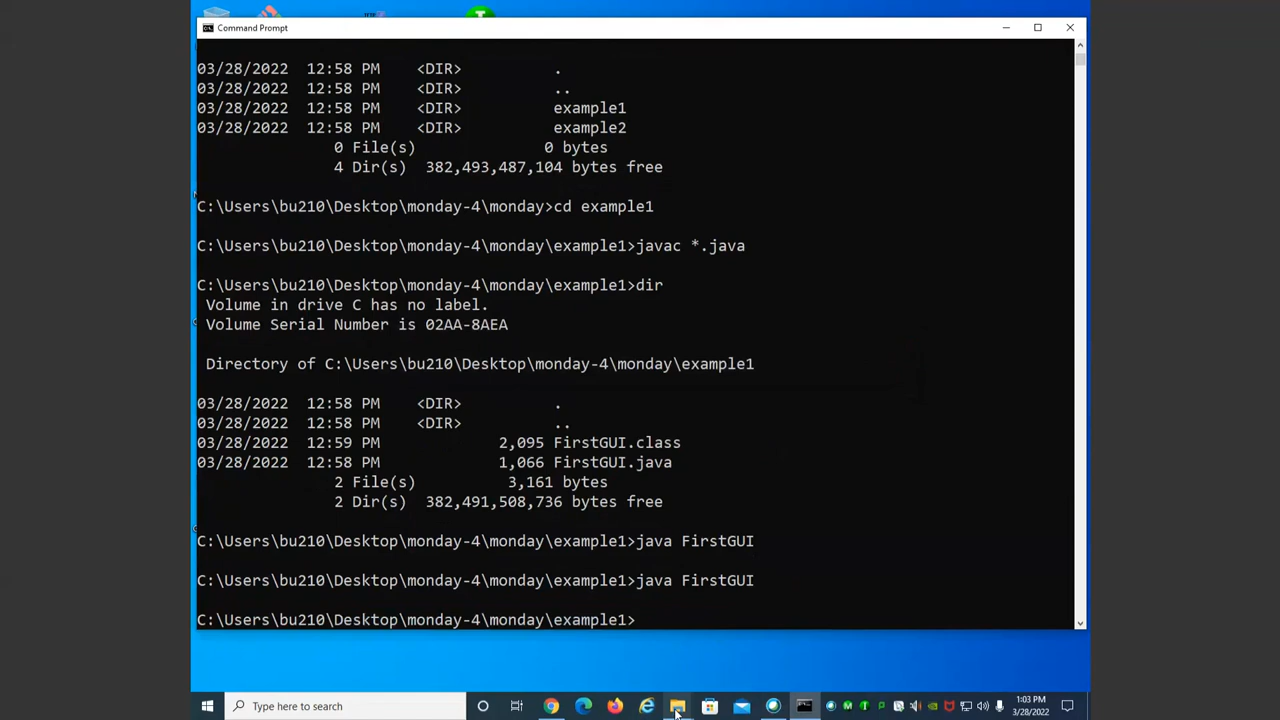 Command Prompt
03/28/2022  12:58 PM    <DIR>          .
03/28/2022  12:58 PM    <DIR>          ..
03/28/2022  12:58 PM    <DIR>          example1
03/28/2022  12:58 PM    <DIR>          example2
0 File(s)              0 bytes
4 Dir(s)  382,493,487,104 bytes free
C:\Users\bu210\Desktop\monday-4\monday>cd example1
C:\Users\bu210\Desktop\monday-4\monday\example1>javac *.java
C:\Users\bu210\Desktop\monday-4\monday\example1>dir
Volume in drive C has no label.
Volume Serial Number is 02AA-8AEA
Directory of C:\Users\bu210\Desktop\monday-4\monday\example1
03/28/2022  12:58 PM    <DIR>          .
03/28/2022  12:58 PM    <DIR>          ..
03/28/2022  12:59 PM             2,095 FirstGUI.class
03/28/2022  12:58 PM             1,066 FirstGUI.java
2 File(s)          3,161 bytes
2 Dir(s)  382,491,508,736 bytes free
C:\Users\bu210\Desktop\monday-4\monday\example1>java FirstGUI
C:\Users\bu210\Desktop\monday-4\monday\example1>java FirstGUI
C:\Users\bu210\Desktop\monday-4\monday\example1>
Type here to search
1:03 PM
3/28/2022